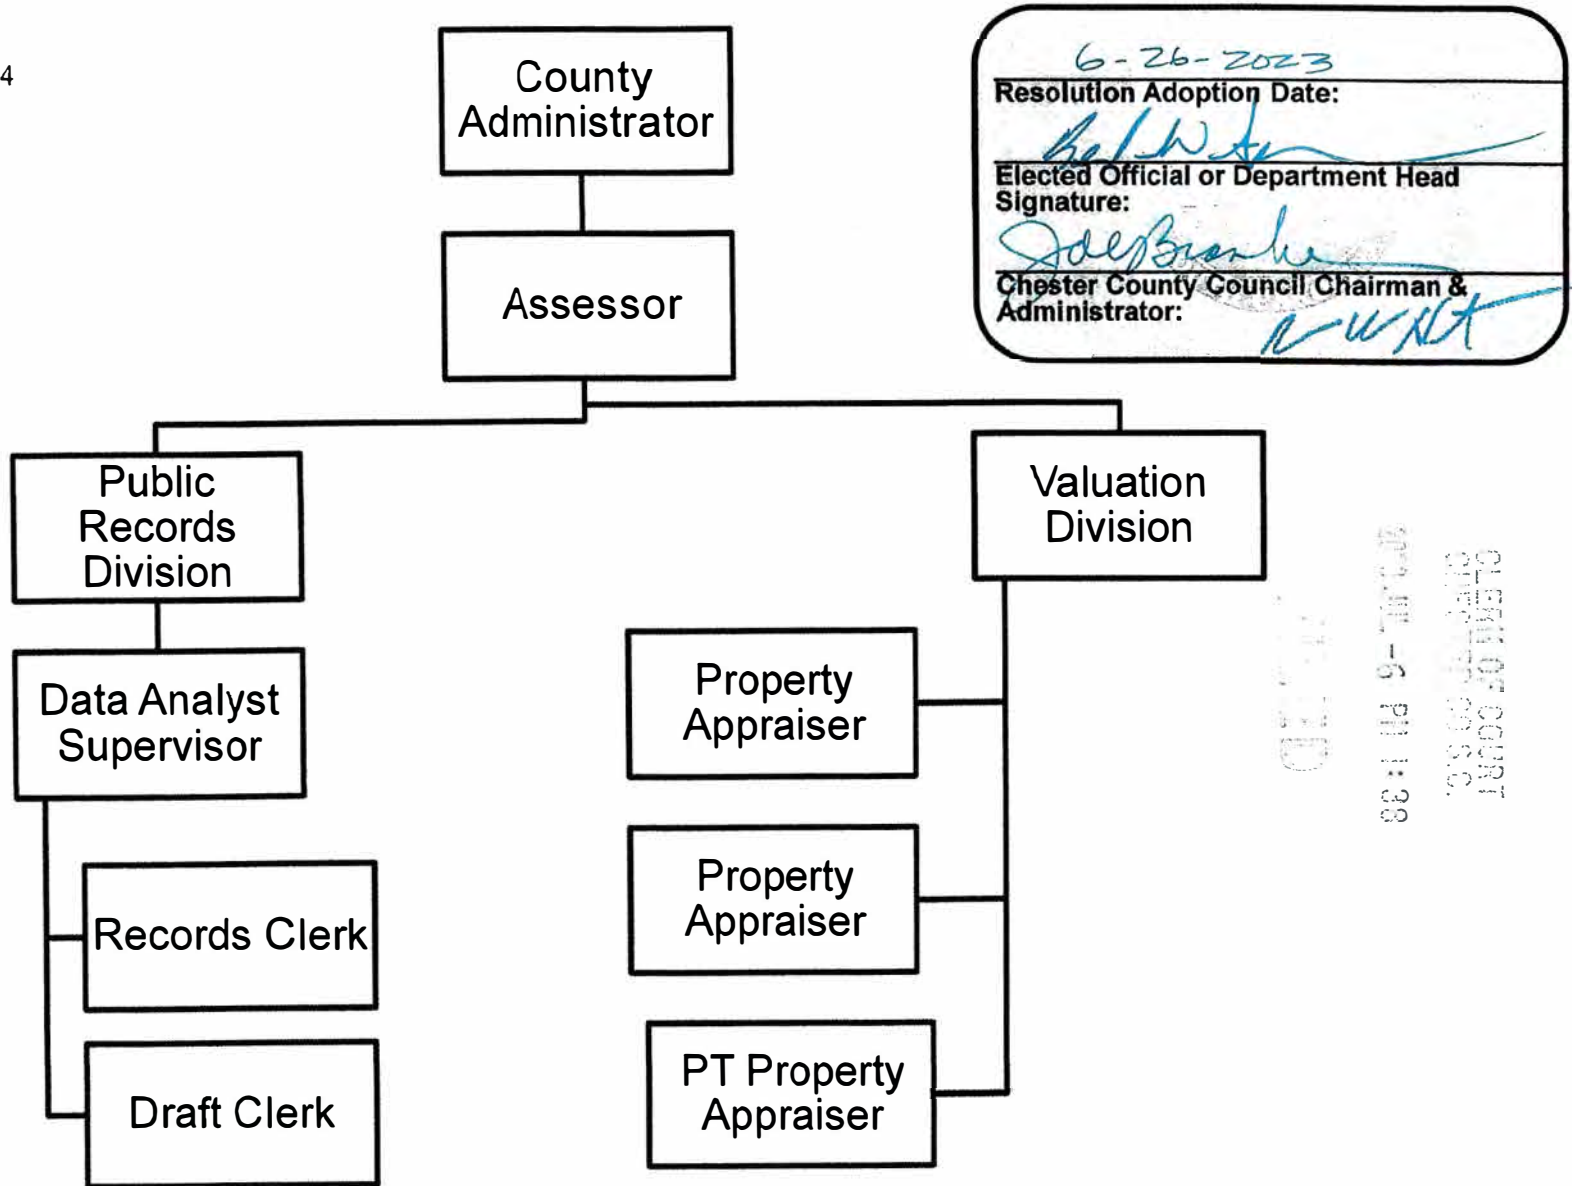 4
County
Administrator
Assessor
6-26-2023
Resolution Adoption Date:
Elected Official or Department Head
Signature:
Chester County Council Chairman &
Administrator:
Public
Records
Division
Data Analyst
Supervisor
Records Clerk
Draft Clerk
Valuation
Division
Property
Appraiser
Property
Appraiser
PT Property
Appraiser
CLERK OF COURT
CO S.C.
-6 PM 1:38